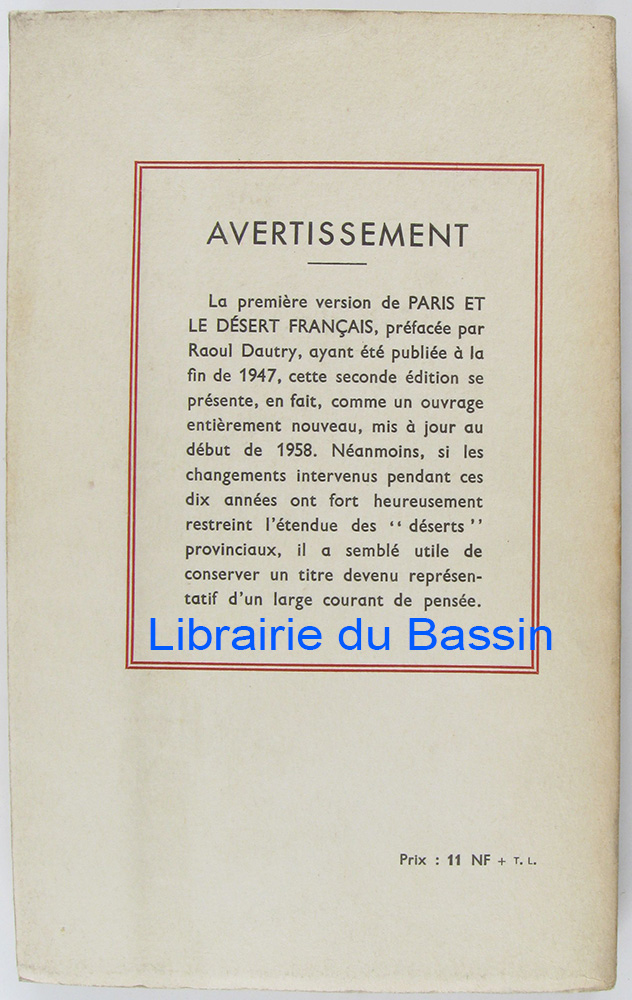 AVERTISSEMENT
La première version de PARIS ET
LE DÉSERT FRANÇAIS, préfacée par
Raoul Dautry, ayant été publiée à la
fin de 1947, cette seconde édition se
présente, en fait, comme un ouvrage
entièrement nouveau, mis à jour au
début de 1958. Néanmoins, si les
changements intervenus pendant ces
dix années ont fort heureusement
restreint l'étendue des “ déserts ”
provinciaux, il a semblé utile de
conserver un titre devenu représen-
tatif d'un large courant de pensée.
Librairie du Bassin
Prix : 11 NF + T. L.